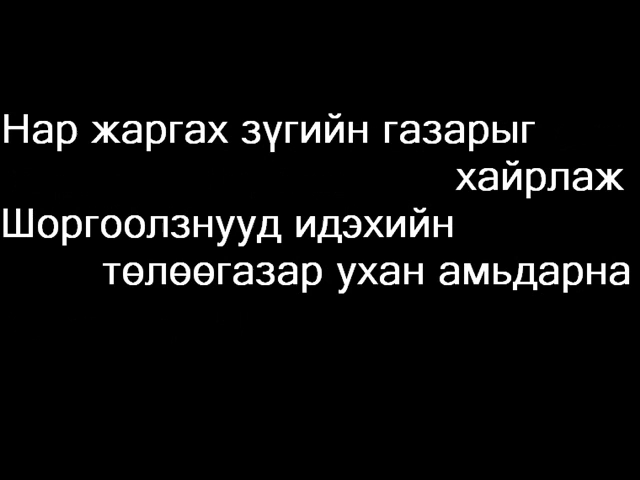 Нар жаргах зүгийн газарыг
хайрлаж
Шоргоолзнууд идэхийн
төлөөгазар ухан амьдарна